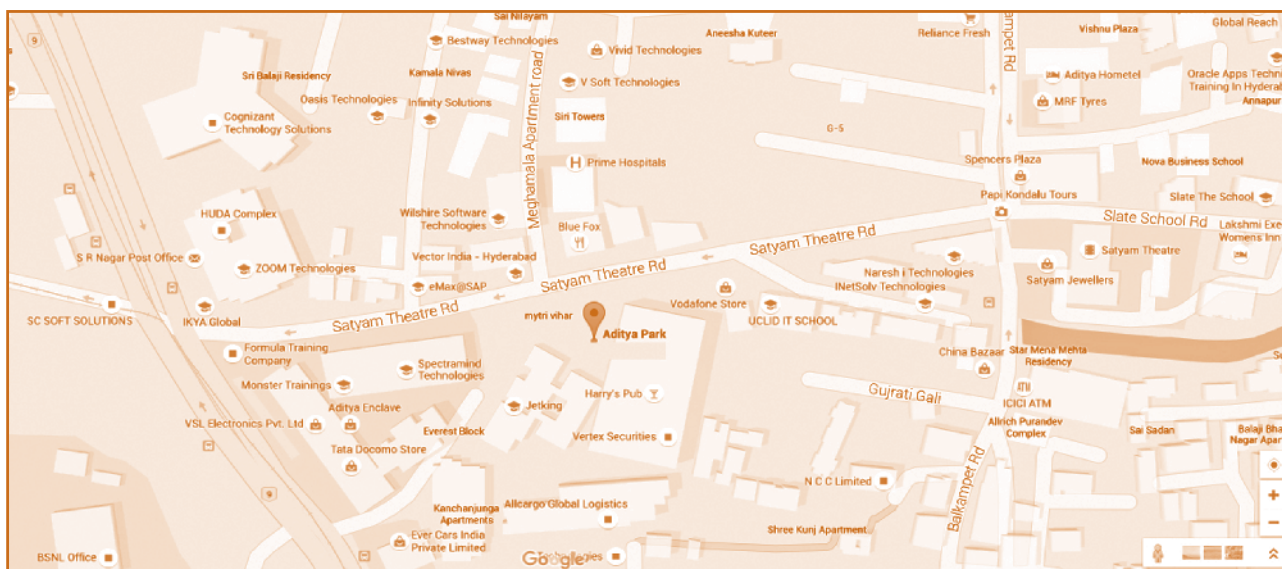 Sai Nilayam
Bestway Technologies
Vivid Technologies
Aneesha Kuteer
Reliance Fresh
ampet Rd
Vishnu Plaza
Global Reach
9
Sri Balaji Residency
Kamala Nivas
V Soft Technologies
Aditya Hometel
Oracle Apps Techn
Training In Hyderab
Annapur
Oasis Technologies
Infinity Solutions
Meghamala Apartment road
Siri Towers
MRF Tyres
Cognizant
Technology Solutions
G-5
H Prime Hospitals
Spencers Plaza
Nova Business School
Papi Kondalu Tours
Slate The School
HUDA Complex
Wilshire Software
Technologies
Blue Fox
Satyam Theatre Rd
Slate School Rd
Lakshmi Exe
Womens Inn
S R Nagar Post Office
ZOOM Technologies
Vector India - Hyderabad
Satyam Theatre Rd
Satyam Theatre
Naresh i Technologies
eMax@SAP
INetSolv Technologies
Satyam Jewellers
SC SOFT SOLUTIONS
IKYA Global
Satyam Theatre Rd
mytri vihar
Vodafone Store
UCLID IT SCHOOL
Aditya Park
Formula Training
Company
Spectramind
Technologies
China Bazaar
Star Mena Mehta
Residency
Monster Trainings
Harry's Pub
Gujrati Gali
ICICI ATM
Aditya Enclave
Jetking
VSL Electronics Pvt. Ltd
Everest Block
Vertex Securities
Allrich Purandev
Complex
Sai Sadan
Balaji Bha
Nagar Apar
Tata Docomo Store
Balkampet Rd
9
N C C Limited
Kanchanjunga
Apartments
Allcargo Global Logistics
Shree Kunj Apartment
Ever Cars India
Private Limited
BSNL Office
Google